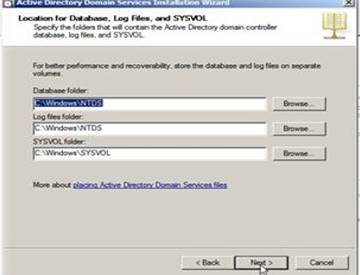 Active Directory Domain Services Installation Wizard
Location for Database, Log Files, and SYSVOL
Specify the folders that will contain the Active Directory domain controller
database, log files, and SYSVOL.
For better performance and recoverability, store the database and log files on separate
volumes.
Database folder:
C:\Windows\NTDS
Browse...
Log files folder:
C:\Windows\NTDS
Browse...
SYSVOL folder:
C:\Windows\SYSVOL
Browse...
More about placing Active Directory Domain Services files
< Back Next > Cancel